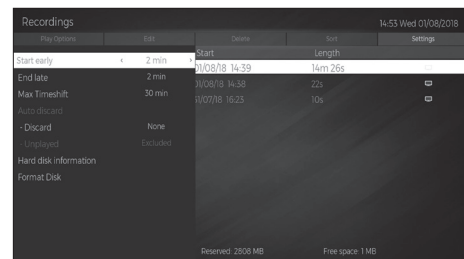 Recordings 14:53 Wed 01/08/2018
Play Options Edit Delete Sort Settings
Start Length
Start early ‹ 2 min › 01/08/18 14:39 14m 26s
End late 2 min 01/08/18 14:38 22s
Max Timeshift 30 min 31/07/18 16:23 10s
Auto discard
- Discard None
- Unplayed Excluded
Hard disk information
Format Disk
Reserved: 2808 MB Free space: 1 MB